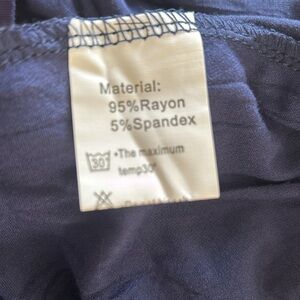 Material:
95%Rayon
5%Spandex
30°
•The maximum
temp30°